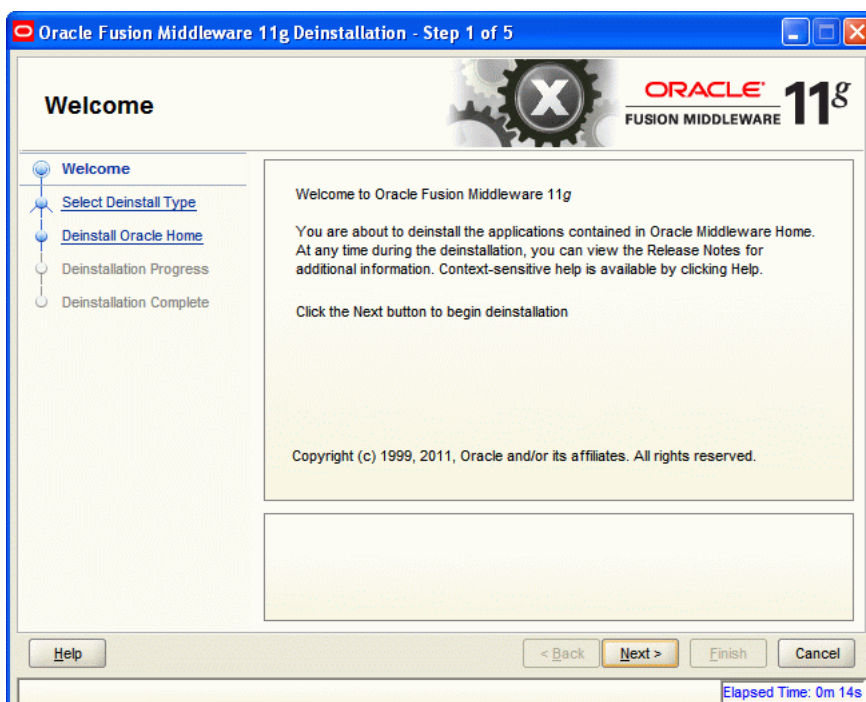 Oracle Fusion Middleware 11g Deinstallation - Step 1 of 5
Welcome
X
ORACLE
FUSION MIDDLEWARE
11g
Welcome
Select Deinstall Type
Deinstall Oracle Home
Deinstallation Progress
Deinstallation Complete
Welcome to Oracle Fusion Middleware 11g
You are about to deinstall the applications contained in Oracle Middleware Home.
At any time during the deinstallation, you can view the Release Notes for
additional information. Context-sensitive help is available by clicking Help.
Click the Next button to begin deinstallation
Copyright (c) 1999, 2011, Oracle and/or its affiliates. All rights reserved.
Help
< Back
Next >
Finish
Cancel
Elapsed Time: 0m 14s